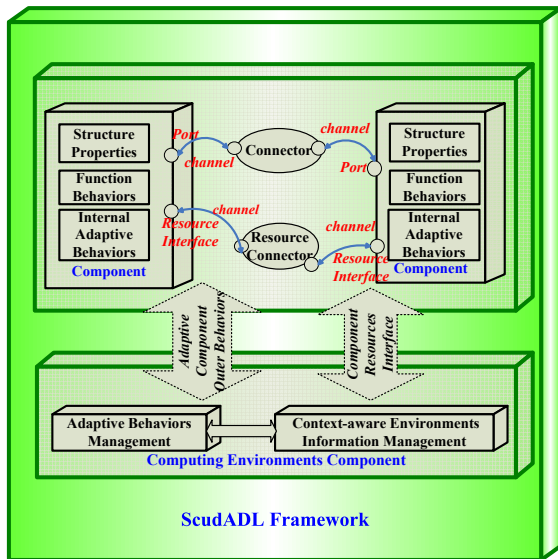 Structure
Properties
Function
Behaviors
Internal
Adaptive
Behaviors
Component
Port
channel
Connector
channel
Port
channel
Resource
Interface
Resource
Connector
channel
Resource
Interface
Structure
Properties
Function
Behaviors
Internal
Adaptive
Behaviors
Component
Adaptive
Component
Outer Behaviors
Component
Resources
Interface
Adaptive Behaviors
Management
Context-aware Environments
Information Management
Computing Environments Component
ScudADL Framework